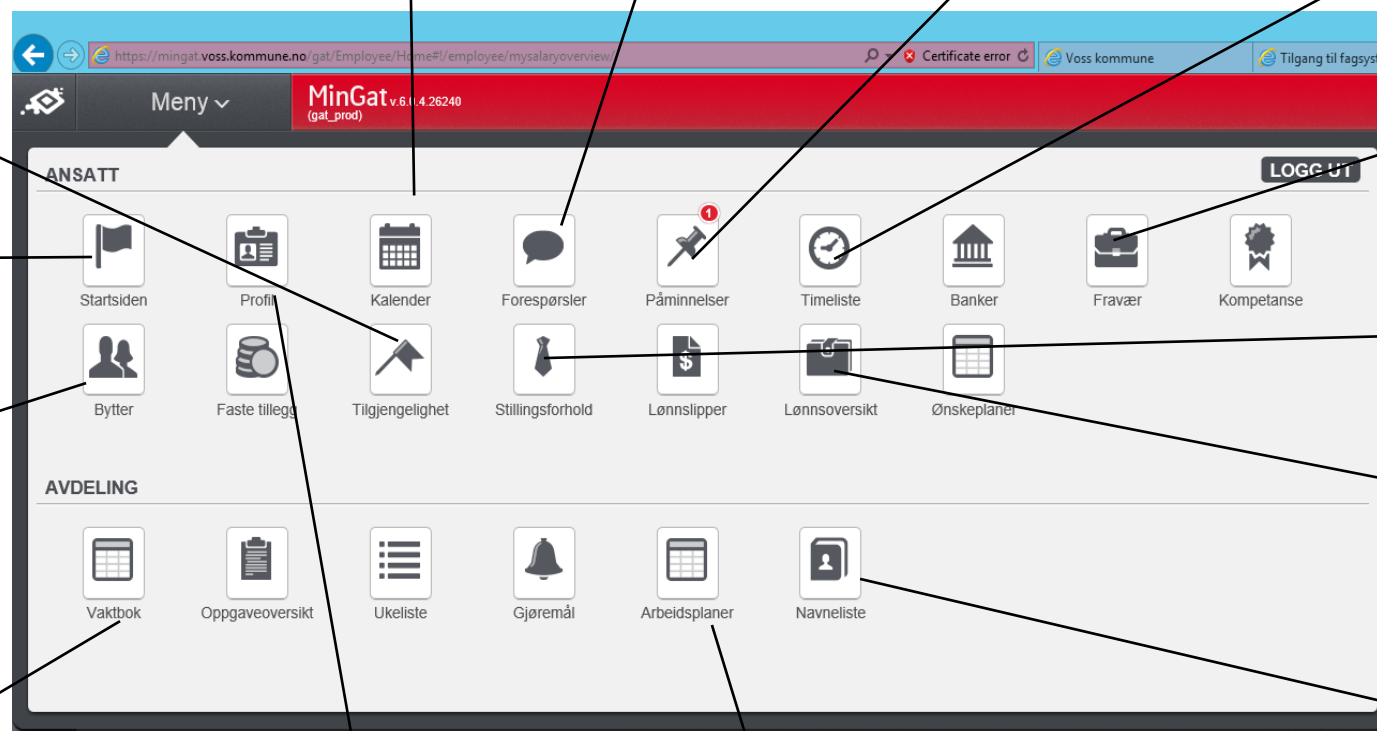 https://mingat.voss.kommune.no/gat/Employee/Home#!/employee/mysalaryoverview/
Certificate error
Voss kommune
Tilgang til fagsyst
Meny
MinGat v.6.0.4.26240
(gat_prod)
ANSATT
LOGG UT
1
Startsiden Profil Kalender Forespørsler Påminnelser Timeliste Banker Fravær Kompetanse
Bytter Faste tillegg Tilgjengelighet Stillingsforhold Lønnslipper Lønnsoversikt Ønskeplaner
AVDELING
Vaktbok Oppgaveoversikt Ukeliste Gjøremål Arbeidsplaner Navneliste